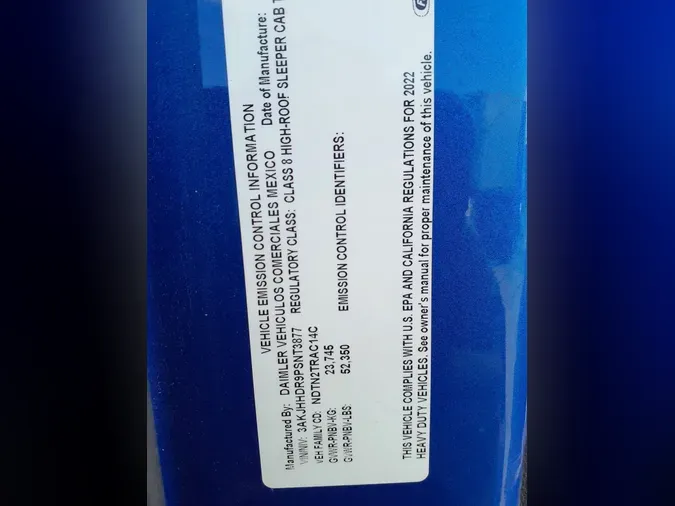 VEHICLE EMISSION CONTROL INFORMATION
Manufactured By: DAIMLER VEHICULOS COMERCIALES MEXICO Date of Manufacture:
VIN/NIV: 3AKJHHDR9PSNT3877 REGULATORY CLASS: CLASS 8 HIGH-ROOF SLEEPER CAB T
VEH FAMILY CD: NDTN2TRAC14C
GVWR-PNBV-KG: 23,745
GVWR-PNBV-LBS: 52,350 EMISSION CONTROL IDENTIFIERS:
THIS VEHICLE COMPLIES WITH U.S. EPA AND CALIFORNIA REGULATIONS FOR 2022
HEAVY DUTY VEHICLES. See owner's manual for proper maintenance of this vehicle.